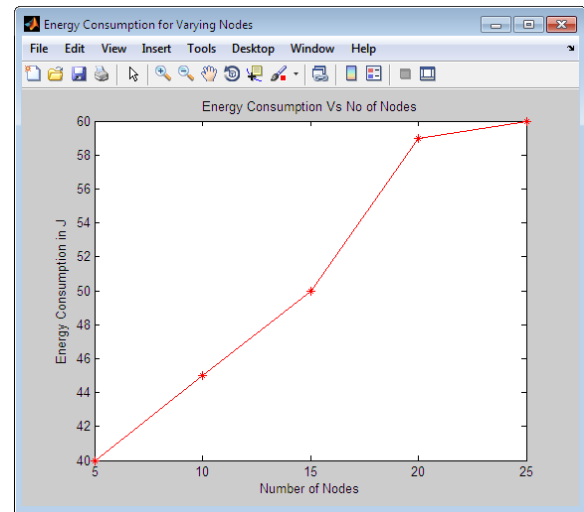 Energy Consumption for Varying Nodes
File Edit View Insert Tools Desktop Window Help
Energy Consumption Vs No of Nodes
60
58
56
54
52
50
48
46
44
42
40
Energy Consumption in J
5 10 15 20 25
Number of Nodes